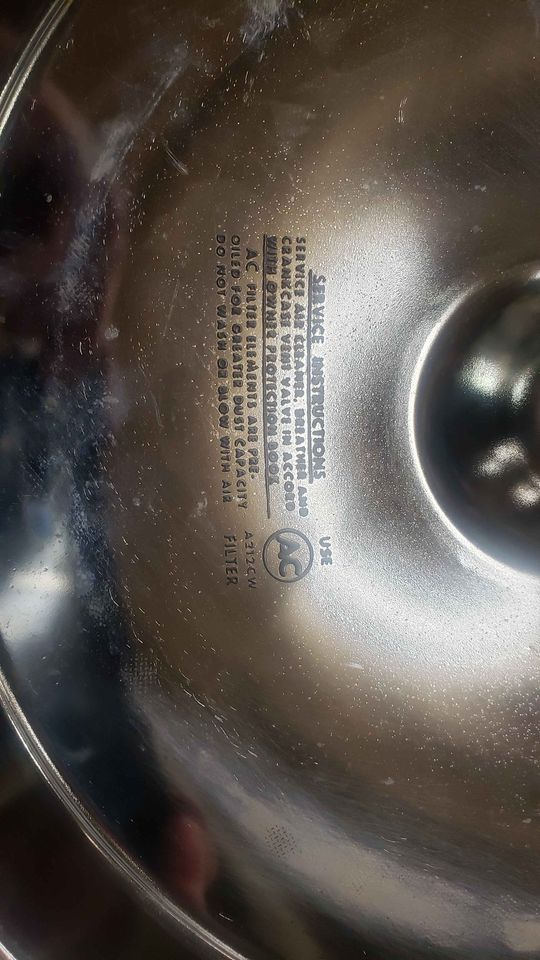 SERVICE INSTRUCTIONS
SERVICE AIR CLEANER, BREATHER AND
CRANKCASE VENT VALVE IN ACCORD
WITH OWNER PROTECTION BOOK
AC FILTER ELEMENTS ARE PRE-
OILED FOR GREATER DUST CAPACITY
DO NOT WASH OR BLOW WITH AIR
USE
AC
A212CW
FILTER